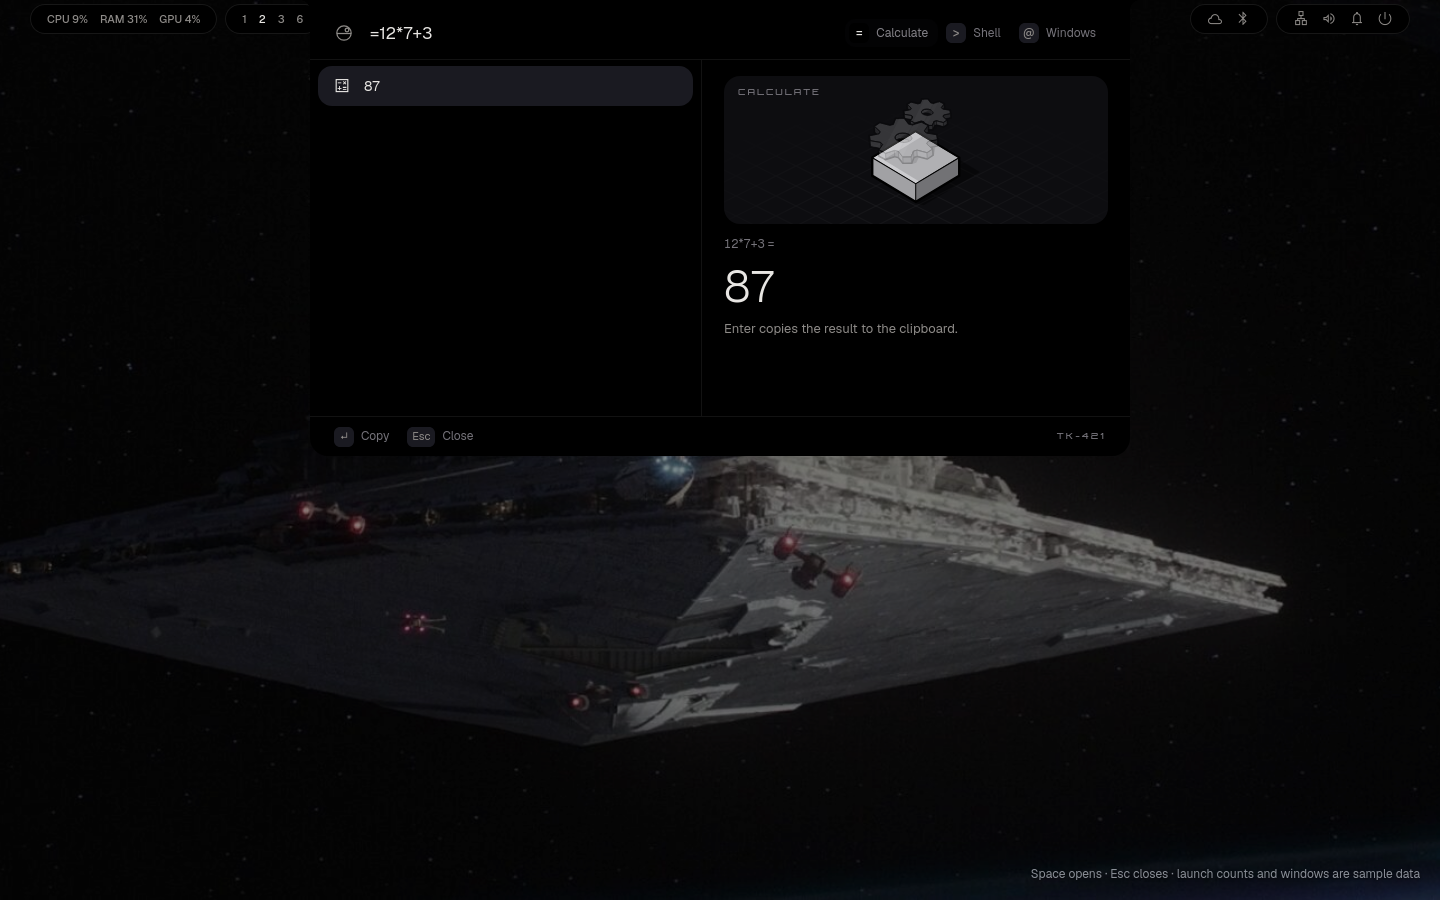 CPU 9% RAM 31% GPU 4% 1 2 3 6
=12*7+3 = Calculate > Shell @ Windows
87
CALCULATE
12*7+3 =
87
Enter copies the result to the clipboard.
↵ Copy Esc Close TK-421
Space opens · Esc closes · launch counts and windows are sample data